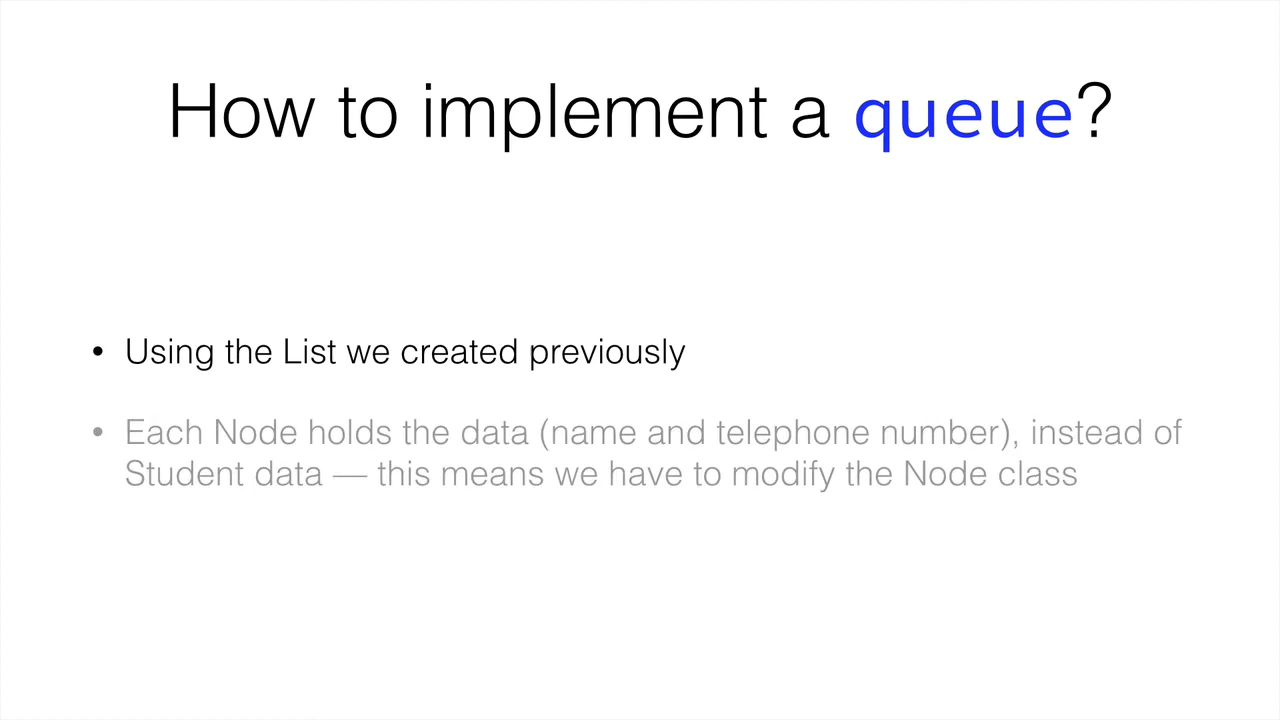 How to implement a queue?
• Using the List we created previously
• Each Node holds the data (name and telephone number), instead of
Student data — this means we have to modify the Node class